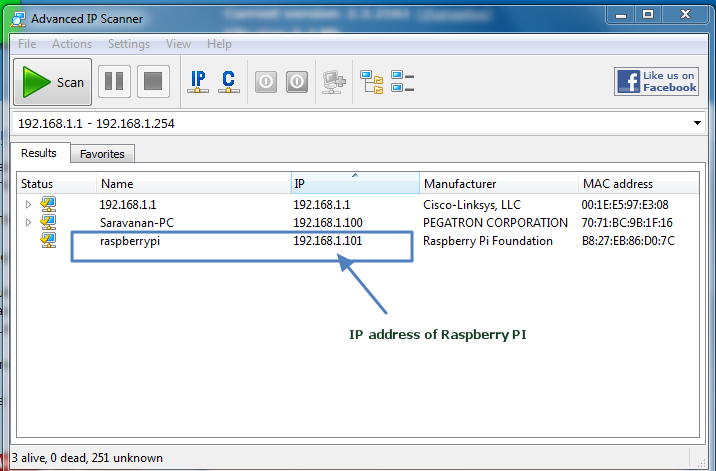 Advanced IP Scanner
File Actions Settings View Help
Scan IP C Like us on
Facebook
192.168.1.1 - 192.168.1.254
Results Favorites
Status Name IP Manufacturer MAC address
192.168.1.1 192.168.1.1 Cisco-Linksys, LLC 00:1E:E5:97:E3:08
Saravanan-PC 192.168.1.100 PEGATRON CORPORATION 70:71:BC:9B:1F:16
raspberrypi 192.168.1.101 Raspberry Pi Foundation B8:27:EB:86:D0:7C
IP address of Raspberry PI
3 alive, 0 dead, 251 unknown